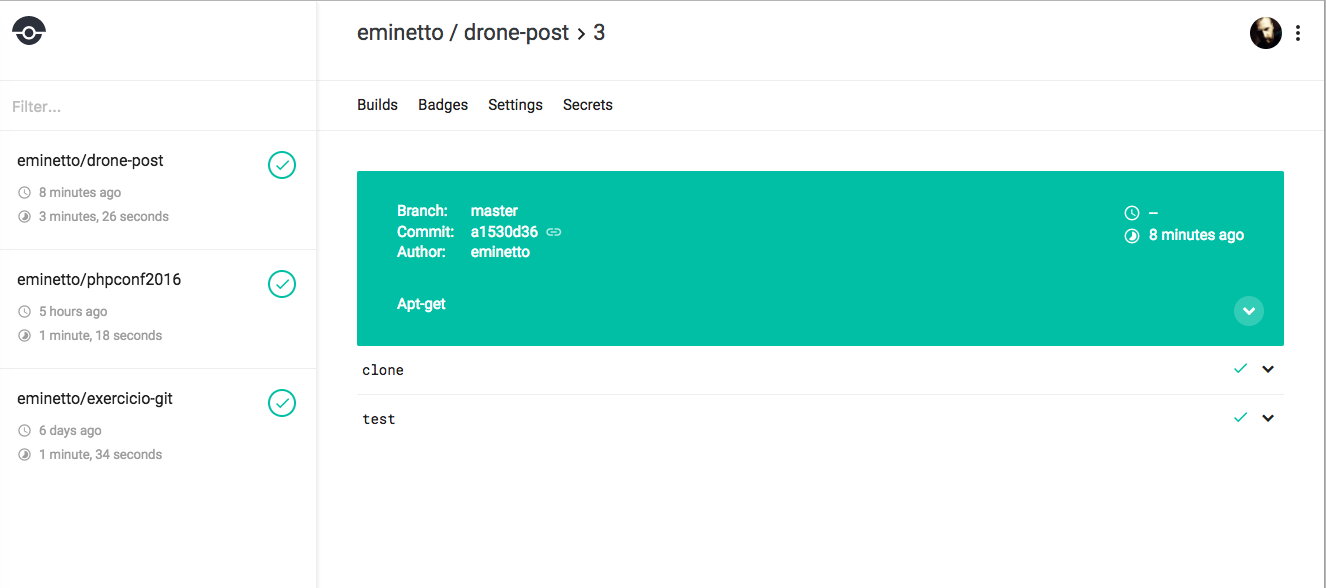 eminetto / drone-post › 3
Filter...
Builds Badges Settings Secrets
eminetto/drone-post
8 minutes ago
3 minutes, 26 seconds
eminetto/phpconf2016
5 hours ago
1 minute, 18 seconds
eminetto/exercicio-git
6 days ago
1 minute, 34 seconds
Branch: master
Commit: a1530d36
Author: eminetto
–
8 minutes ago
Apt-get
clone
test